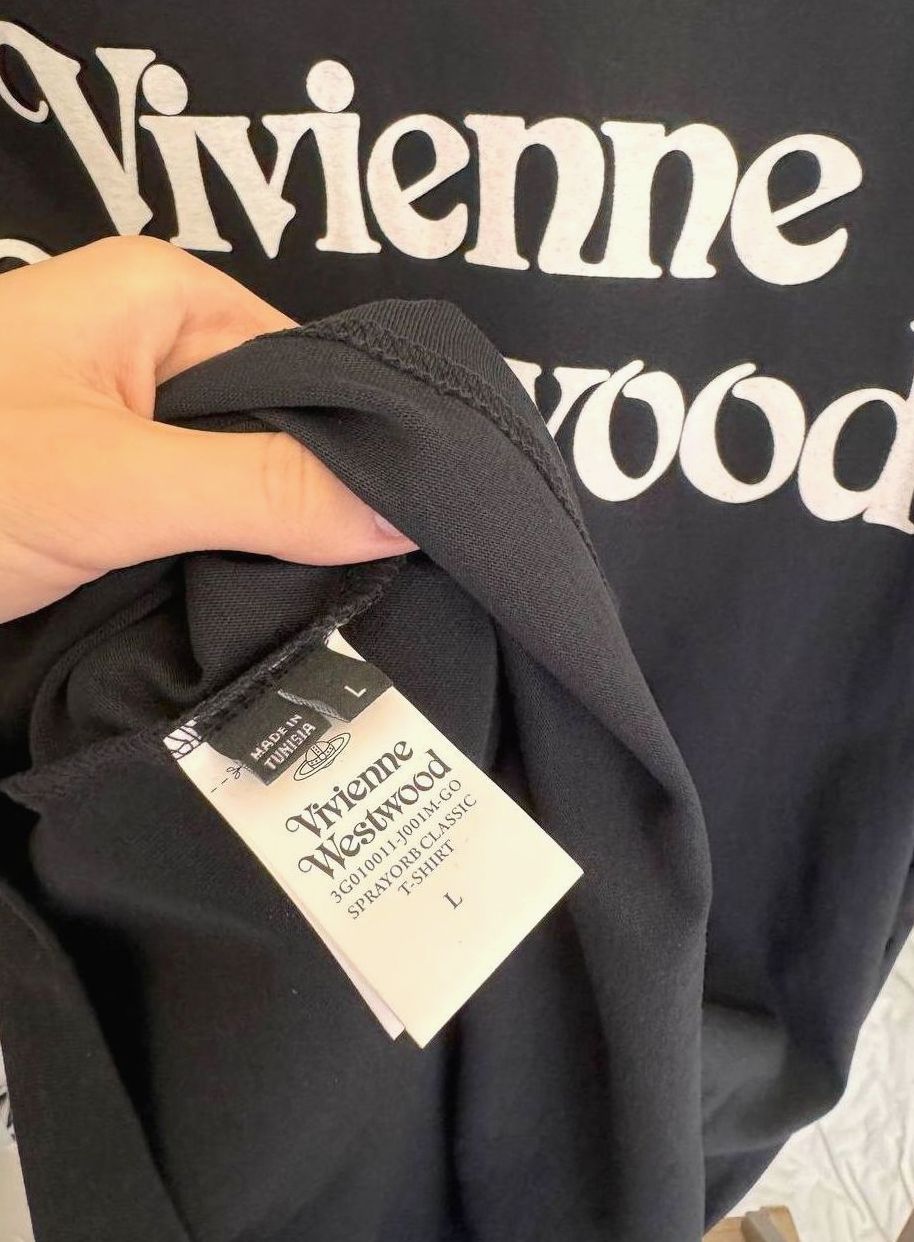 Vivienne
wood
L
MADE IN
TUNISIA
Vivienne
Westwood
3G010011-J001M-GO
SPRAYORB CLASSIC
T-SHIRT
L